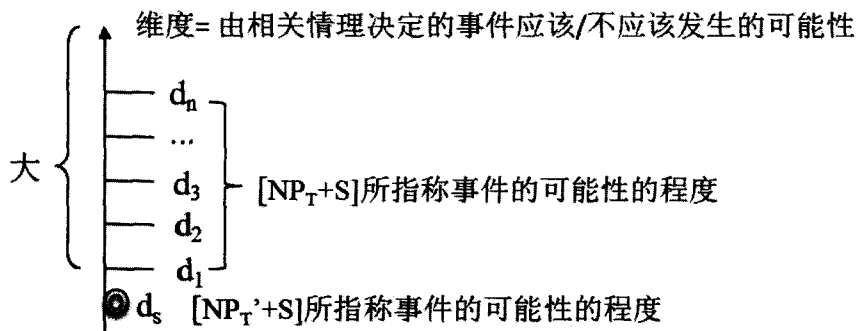 维度= 由相关情理决定的事件应该/不应该发生的可能性
dn
...
大
d3 [NPT+S]所指称事件的可能性的程度
d2
d1
ds [NPT’+S]所指称事件的可能性的程度